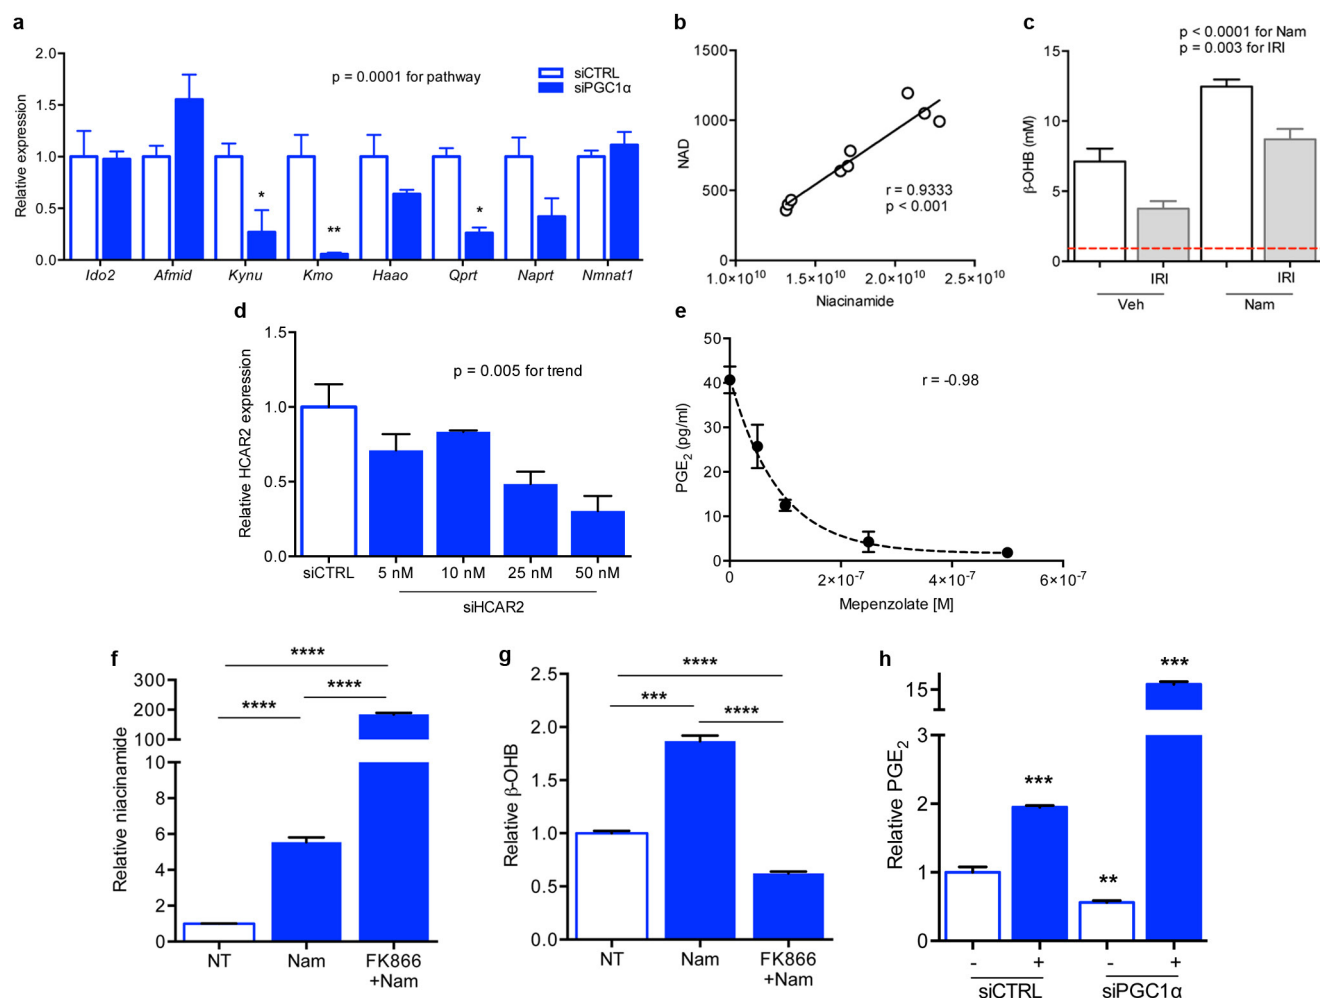 a
2.0
1.5
1.0
0.5
0.0
Relative expression
p = 0.0001 for pathway
siCTRL
siPGC1α
*
**
*
Ido2 Afmid Kynu Kmo Haao Qprt Naprt Nmnat1
b
1500
1000
500
0
NAD
r = 0.9333
p < 0.001
1.0×10¹⁰ 1.5×10¹⁰ 2.0×10¹⁰ 2.5×10¹⁰
Niacinamide
c
p < 0.0001 for Nam
p = 0.003 for IRI
15
10
5
0
β-OHB (mM)
IRI IRI
Veh Nam
d
1.5
1.0
0.5
0.0
Relative HCAR2 expression
p = 0.005 for trend
siCTRL 5 nM 10 nM 25 nM 50 nM
siHCAR2
e
50
40
30
20
10
0
PGE₂ (pg/ml)
r = -0.98
0 2×10⁻⁷ 4×10⁻⁷ 6×10⁻⁷
Mepenzolate [M]
f
300
200
100
10
8
6
4
2
0
Relative niacinamide
****
****
****
NT Nam FK866
+Nam
g
2.5
2.0
1.5
1.0
0.5
0.0
Relative β-OHB
****
***
****
NT Nam FK866
+Nam
h
15
3
2
1
0
Relative PGE₂
***
**
***
- + - +
siCTRL siPGC1α